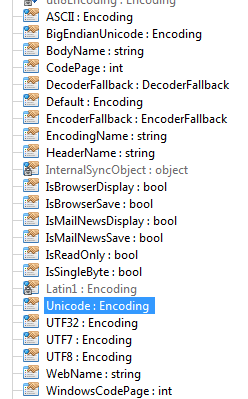 utf8Encoding : Encoding
ASCII : Encoding
BigEndianUnicode : Encoding
BodyName : string
CodePage : int
DecoderFallback : DecoderFallback
Default : Encoding
EncoderFallback : EncoderFallback
EncodingName : string
HeaderName : string
InternalSyncObject : object
IsBrowserDisplay : bool
IsBrowserSave : bool
IsMailNewsDisplay : bool
IsMailNewsSave : bool
IsReadOnly : bool
IsSingleByte : bool
Latin1 : Encoding
Unicode : Encoding
UTF32 : Encoding
UTF7 : Encoding
UTF8 : Encoding
WebName : string
WindowsCodePage : int